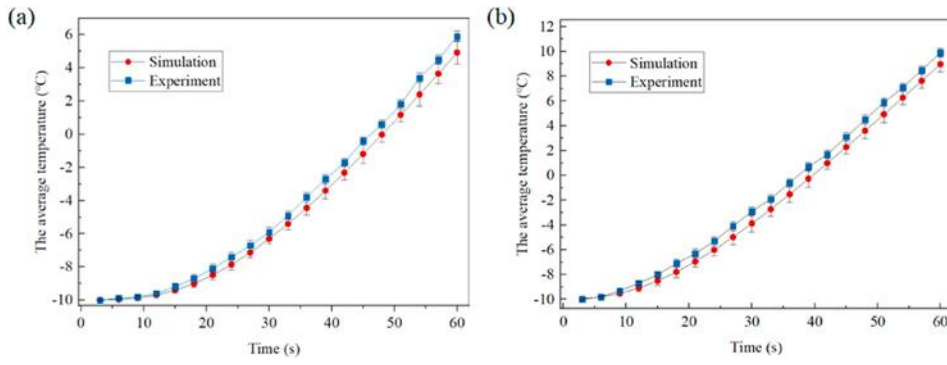 (a)
The average temperature (°C)
6
4
2
0
-2
-4
-6
-8
-10
Simulation
Experiment
0 10 20 30 40 50 60
Time (s)
(b)
The average temperature (°C)
12
10
8
6
4
2
0
-2
-4
-6
-8
-10
Simulation
Experiment
0 10 20 30 40 50 60
Time (s)